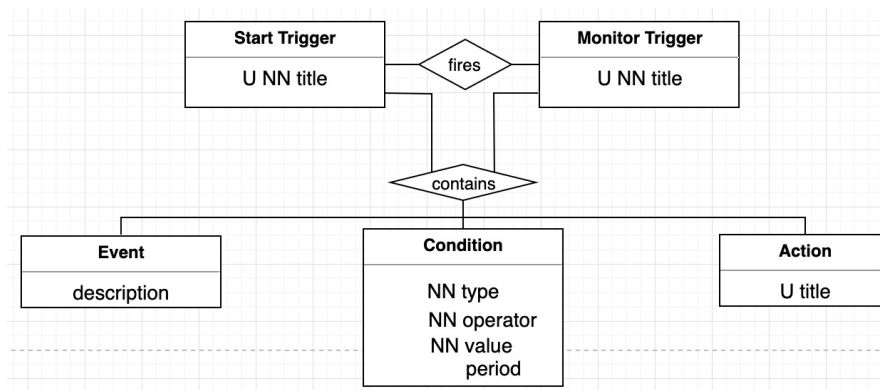 Start Trigger
U NN title
fires
Monitor Trigger
U NN title
contains
Event
description
Condition
NN type
NN operator
NN value
period
Action
U title